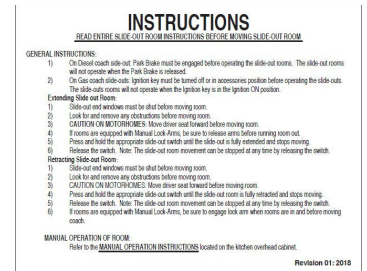 INSTRUCTIONS
READ ENTIRE SLIDE-OUT ROOM INSTRUCTIONS BEFORE MOVING SLIDE-OUT ROOM
GENERAL INSTRUCTIONS:
1) On Diesel coach side-out: Park Brake must be engaged before operating the slide-out rooms. The slide-out rooms
will not operate when the Park Brake is released.
2) On Gas coach slide-outs: Ignition key must be turned off or in accessories position before operating the slide-outs.
The slide-outs rooms will not operate when the Ignition key is in the Ignition ON position.
Extending Slide out Room:
1) Slide-out end windows must be shut before moving room.
2) Look for and remove any obstructions before moving room.
3) CAUTION ON MOTORHOMES: Move driver seat forward before moving room.
4) If rooms are equipped with Manual Lock-Arms, be sure to release arms before running room out.
5) Press and hold the appropriate slide-out switch until the slide-out is fully extended and stops moving.
6) Release the switch. Note: The slide-out room movement can be stopped at any time by releasing the switch.
Retracting Slide-out Room:
1) Slide-out end windows must be shut before moving room.
2) Look for and remove any obstructions before moving room.
3) CAUTION ON MOTORHOMES: Move driver seat forward before moving room.
4) Press and hold the appropriate slide-out switch until the slide-out room is fully retracted and stops moving.
5) Release the switch. Note: The slide-out room movement can be stopped at any time by releasing the switch.
6) If rooms are equipped with Manual Lock-Arms, be sure to engage lock arm when rooms are in and before moving
coach.
MANUAL OPERATION OF ROOM:
Refer to the MANUAL OPERATION INSTRUCTIONS located on the kitchen overhead cabinet.
Revision 01: 2018